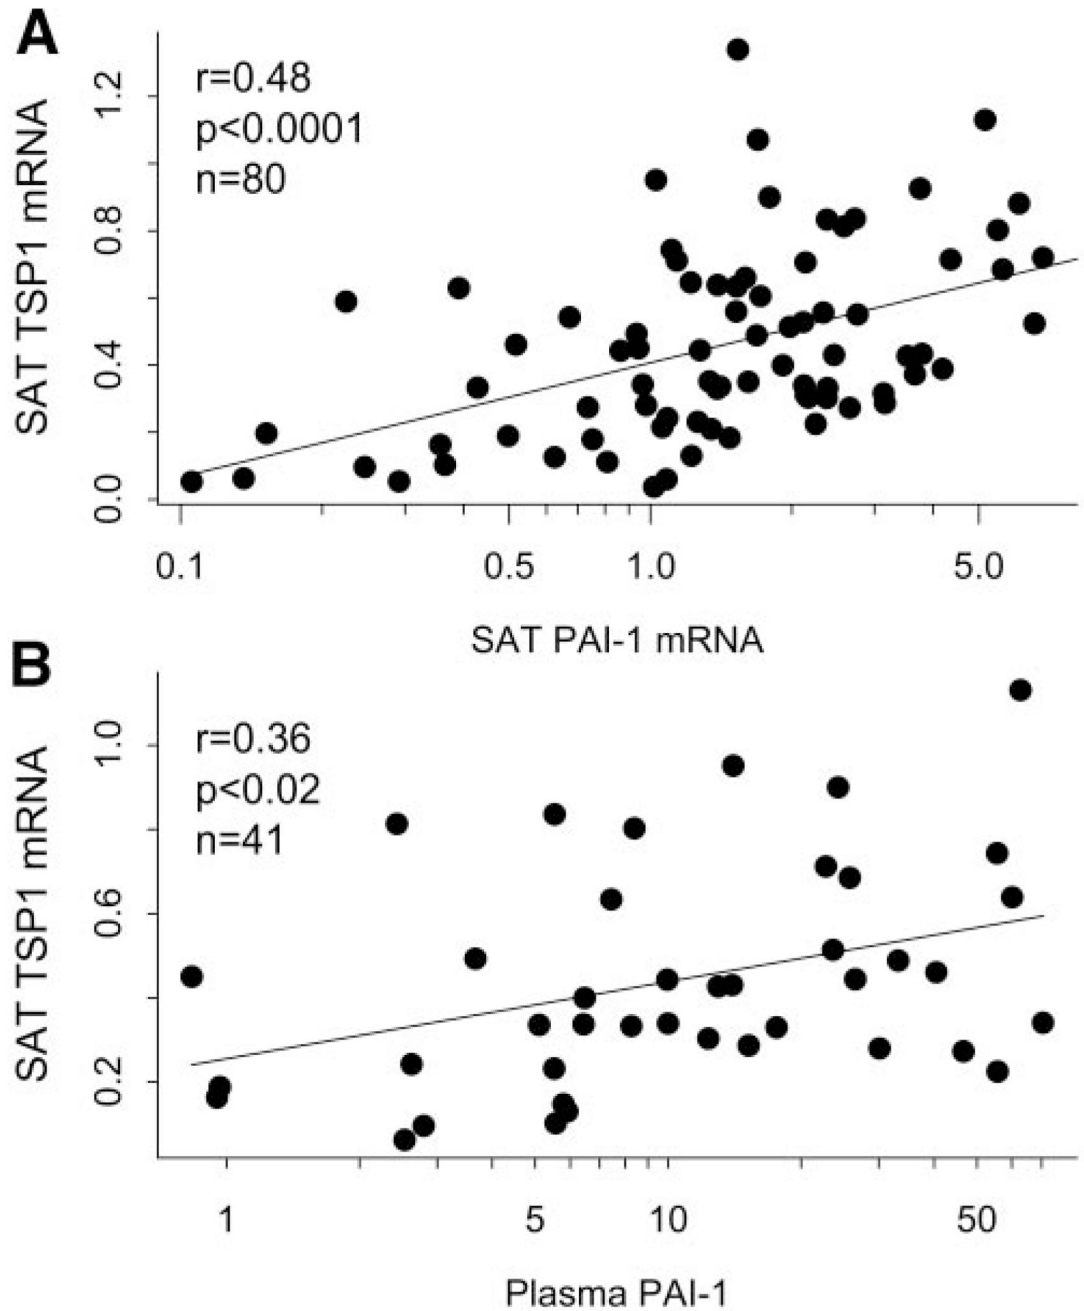 A
r=0.48
p<0.0001
n=80
SAT TSP1 mRNA
1.2
0.8
0.4
0.0
0.1 0.5 1.0 5.0
SAT PAI-1 mRNA
B
r=0.36
p<0.02
n=41
SAT TSP1 mRNA
1.0
0.6
0.2
1 5 10 50
Plasma PAI-1